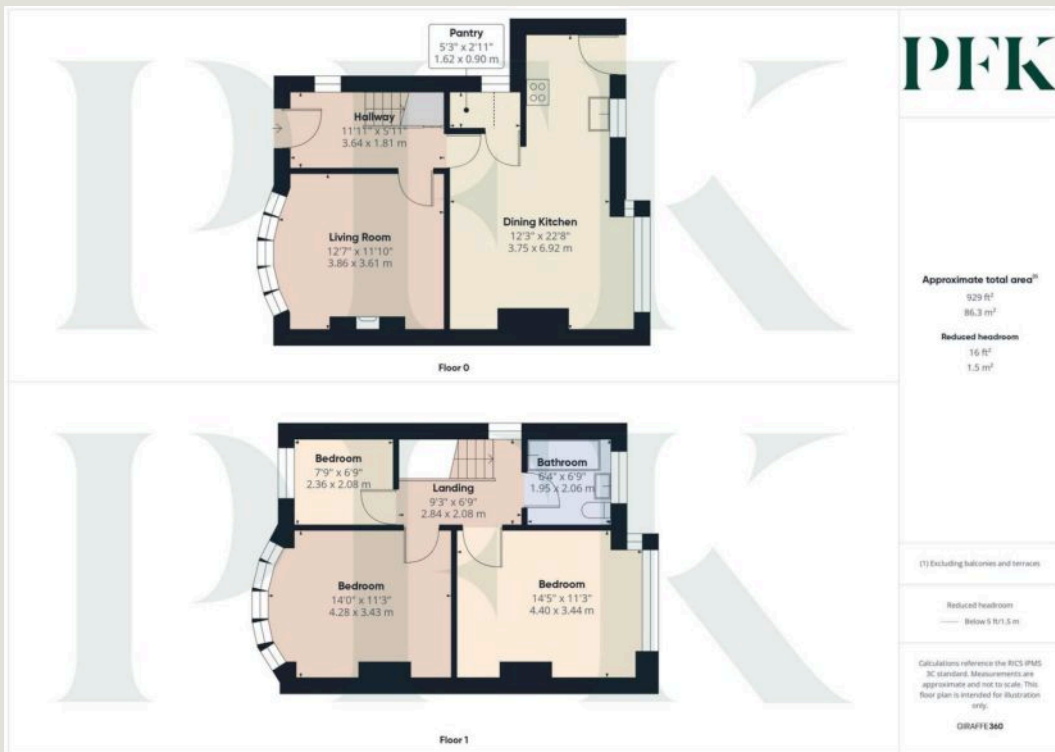 Pantry
5'3" x 2'11"
1.62 x 0.90 m
Hallway
11'11" x 5'11"
3.64 x 1.81 m
Living Room
12'7" x 11'10"
3.86 x 3.61 m
Dining Kitchen
12'3" x 22'8"
3.75 x 6.92 m
Floor 0
PFK
Bedroom
7'9" x 6'9"
2.36 x 2.08 m
Landing
9'3" x 6'9"
2.84 x 2.08 m
Bathroom
6'4" x 6'9"
1.95 x 2.06 m
Bedroom
14'0" x 11'3"
4.28 x 3.43 m
Bedroom
14'5" x 11'3"
4.40 x 3.44 m
Floor 1
PFK
PFK
Approximate total area(1)
929 ft²
86.3 m²
Reduced headroom
16 ft²
1.5 m²
(1) Excluding balconies and terraces
Reduced headroom
Below 5 ft/1.5 m
Calculations reference the RICS IPMS
3C standard. Measurements are
approximate and not to scale. This
floor plan is intended for illustration
only.
GIRAFFE360